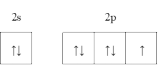 2s 2p
↑↓ ↑↓ ↑↓ ↑